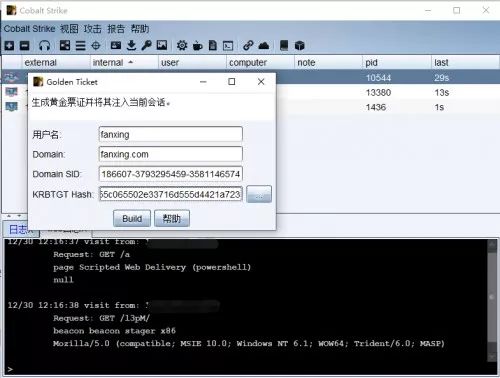 Cobalt Strike
Cobalt Strike 视图 攻击 报告 帮助
external internal ▲ user computer note pid last
10544 29s
13380 13s
1436 1s
Golden Ticket
生成黄金票证并将其注入当前会话。
用户名: fanxing
Domain: fanxing.com
Domain SID: 186607-3793295459-3581146574
KRBTGT Hash: 55c065502e33716d555d4421a723 ...
Build 帮助
日志X
12/30 12:16:37 visit from:
Request: GET /a
page Scripted Web Delivery (powershell)
null
12/30 12:16:38 visit from:
Request: GET /l3pM/
beacon beacon stager x86
Mozilla/5.0 (compatible; MSIE 10.0; Windows NT 6.1; WOW64; Trident/6.0; MASP)
>